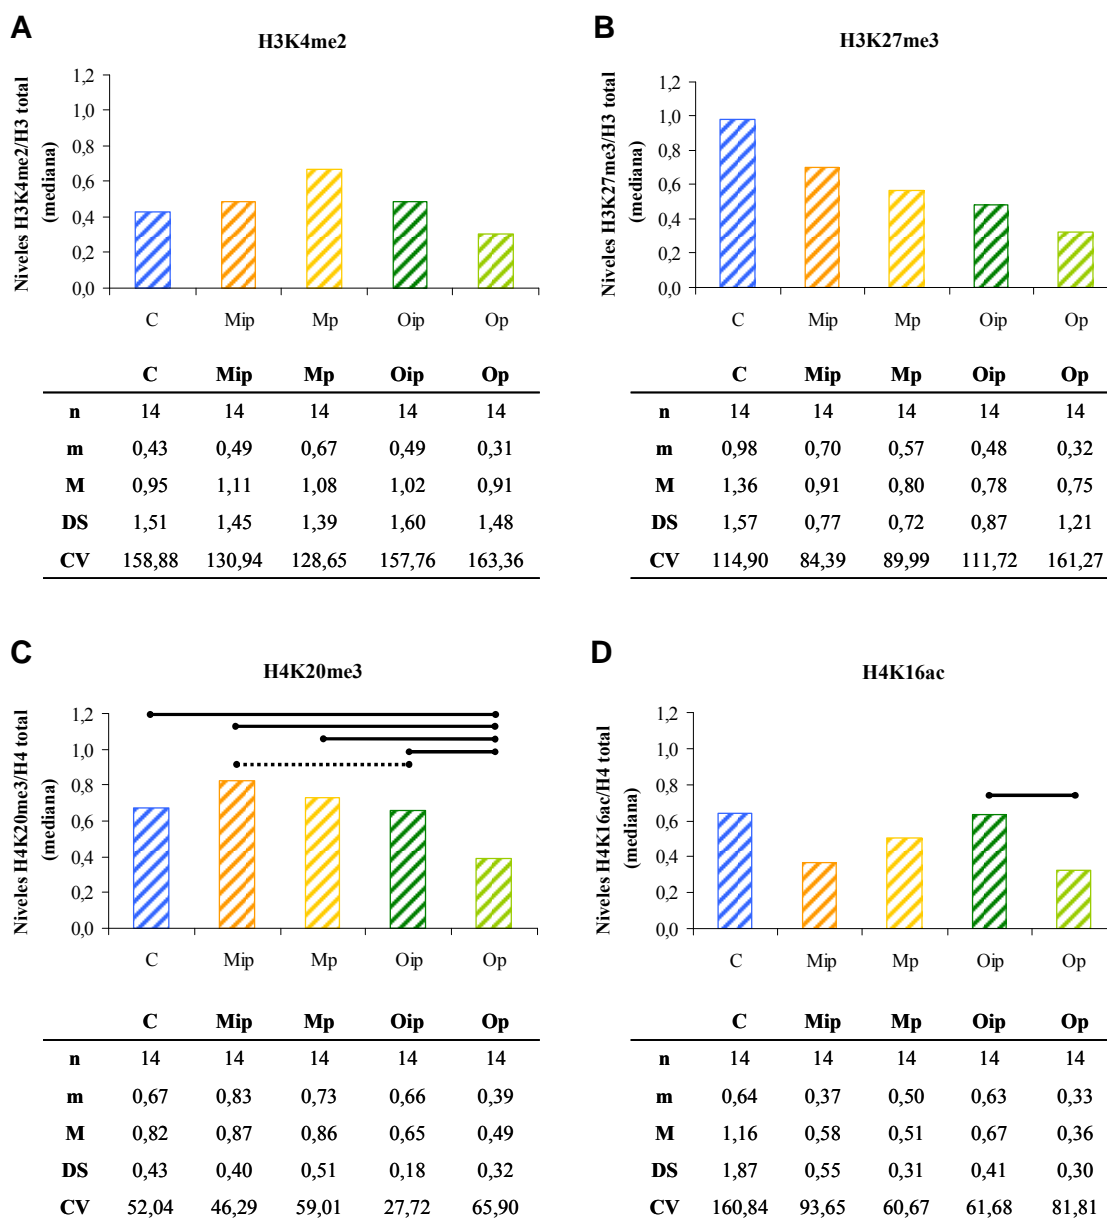 A
H3K4me2
Niveles H3K4me2/H3 total
(mediana)
1,2
1,0
0,8
0,6
0,4
0,2
0,0
C Mip Mp Oip Op
C Mip Mp Oip Op
n 14 14 14 14 14
m 0,43 0,49 0,67 0,49 0,31
M 0,95 1,11 1,08 1,02 0,91
DS 1,51 1,45 1,39 1,60 1,48
CV 158,88 130,94 128,65 157,76 163,36
B
H3K27me3
Niveles H3K27me3/H3 total
(mediana)
1,2
1,0
0,8
0,6
0,4
0,2
0,0
C Mip Mp Oip Op
C Mip Mp Oip Op
n 14 14 14 14 14
m 0,98 0,70 0,57 0,48 0,32
M 1,36 0,91 0,80 0,78 0,75
DS 1,57 0,77 0,72 0,87 1,21
CV 114,90 84,39 89,99 111,72 161,27
C
H4K20me3
Niveles H4K20me3/H4 total
(mediana)
1,2
1,0
0,8
0,6
0,4
0,2
0,0
C Mip Mp Oip Op
C Mip Mp Oip Op
n 14 14 14 14 14
m 0,67 0,83 0,73 0,66 0,39
M 0,82 0,87 0,86 0,65 0,49
DS 0,43 0,40 0,51 0,18 0,32
CV 52,04 46,29 59,01 27,72 65,90
D
H4K16ac
Niveles H4K16ac/H4 total
(mediana)
1,2
1,0
0,8
0,6
0,4
0,2
0,0
C Mip Mp Oip Op
C Mip Mp Oip Op
n 14 14 14 14 14
m 0,64 0,37 0,50 0,63 0,33
M 1,16 0,58 0,51 0,67 0,36
DS 1,87 0,55 0,31 0,41 0,30
CV 160,84 93,65 60,67 61,68 81,81